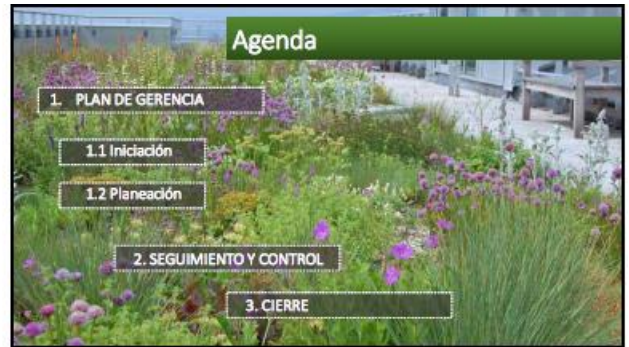 Agenda
1. PLAN DE GERENCIA
1.1 Iniciación
1.2 Planeación
2. SEGUIMIENTO Y CONTROL
3. CIERRE